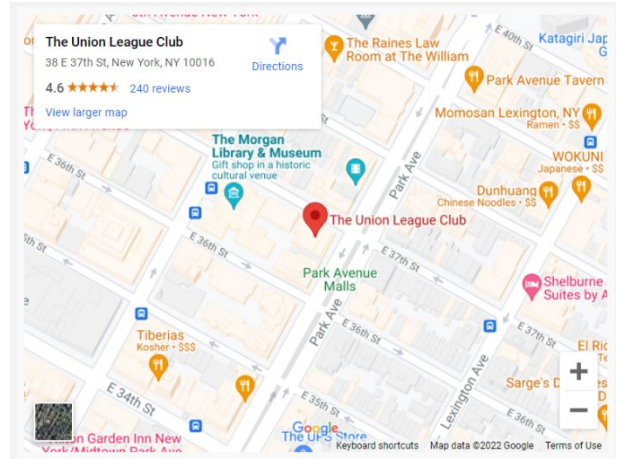 The Union League Club
38 E 37th St, New York, NY 10016
4.6
240 reviews
View larger map
Directions
The Raines Law
Room at The William
E 40th St
Katagiri Jap
G
Park Avenue Tavern
Momosan Lexington, NY
Ramen • $$
WOKUNI
Japanese • $$
Dunhuang
Chinese Noodles • $$
The Morgan
Library & Museum
Gift shop in a historic
cultural venue
Park Ave
The Union League Club
E 36th St
E 36th St
E 37th St
Park Avenue
Malls
Shelburne
Suites by A
Park Ave
E 36th St
E 37th St
Tiberias
Kosher • $$$
El Ric
Lexington Ave
Sarge's D
E 34th St
E 35th St
E 36th St
Hilton Garden Inn New
York/Midtown Park Ave
Google
The UPS Store
Keyboard shortcuts
Map data ©2022 Google
Terms of Use